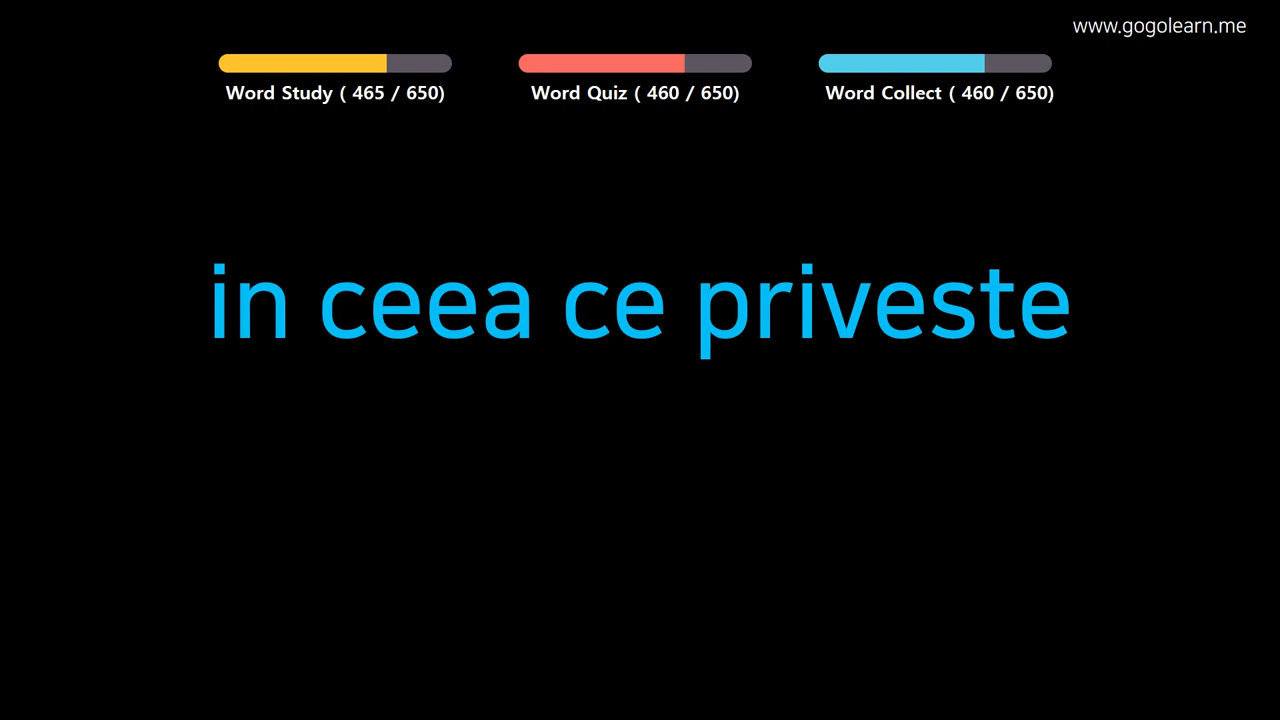 www.gogolearn.me
Word Study ( 465 / 650)
Word Quiz ( 460 / 650)
Word Collect ( 460 / 650)
in ceea ce priveste